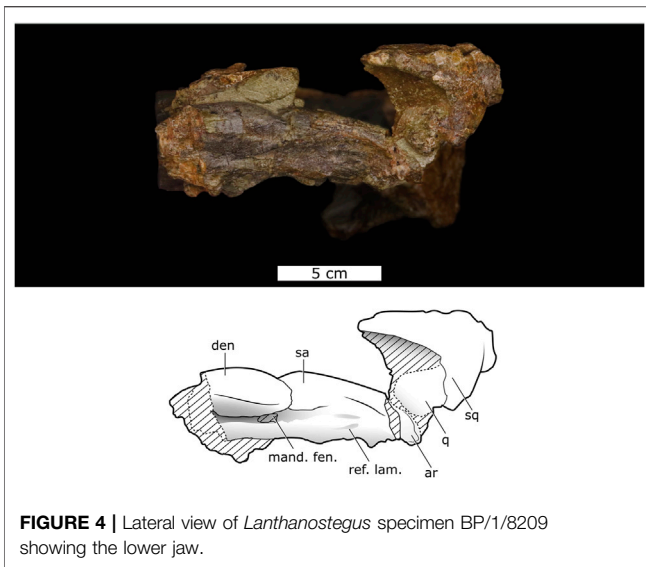 5 cm
den
sa
sq
q
mand. fen.
ref. lam.
ar
FIGURE 4 | Lateral view of Lanthanostegus specimen BP/1/8209
showing the lower jaw.